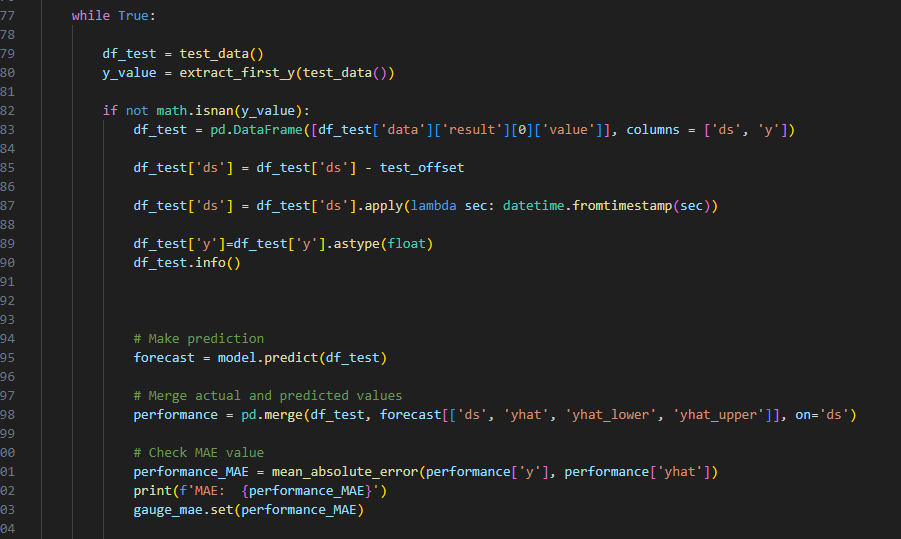 77 while True:
78
79 df_test = test_data()
80 y_value = extract_first_y(test_data())
81
82 if not math.isnan(y_value):
83 df_test = pd.DataFrame([df_test['data']['result'][0]['value']], columns = ['ds', 'y'])
84
85 df_test['ds'] = df_test['ds'] - test_offset
86
87 df_test['ds'] = df_test['ds'].apply(lambda sec: datetime.fromtimestamp(sec))
88
89 df_test['y']=df_test['y'].astype(float)
90 df_test.info()
91
92
93
94 # Make prediction
95 forecast = model.predict(df_test)
96
97 # Merge actual and predicted values
98 performance = pd.merge(df_test, forecast[['ds', 'yhat', 'yhat_lower', 'yhat_upper']], on='ds')
99
00 # Check MAE value
01 performance_MAE = mean_absolute_error(performance['y'], performance['yhat'])
02 print(f'MAE:  {performance_MAE}')
03 gauge_mae.set(performance_MAE)
04